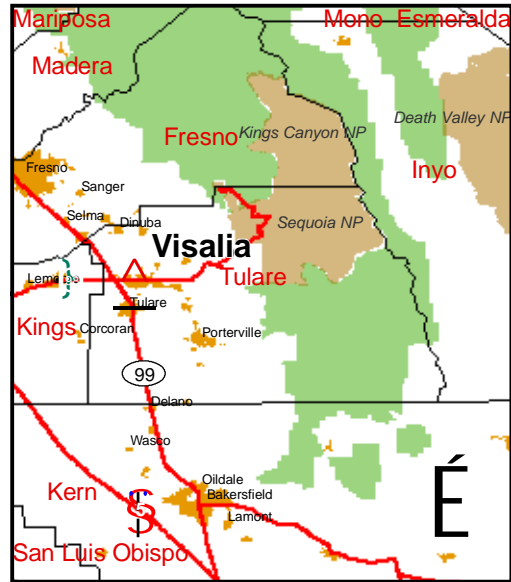 Mariposa
Mono Esmeralda
Madera
Death Valley NP
Fresno
Kings Canyon NP
Inyo
Fresno
Sanger
Selma
Dinuba
Sequoia NP
Visalia
Tulare
Tulare
Kings
Corcoran
Porterville
99
Delano
Wasco
Oildale
Kern
Bakersfield
Lamont
É
San Luis Obispo